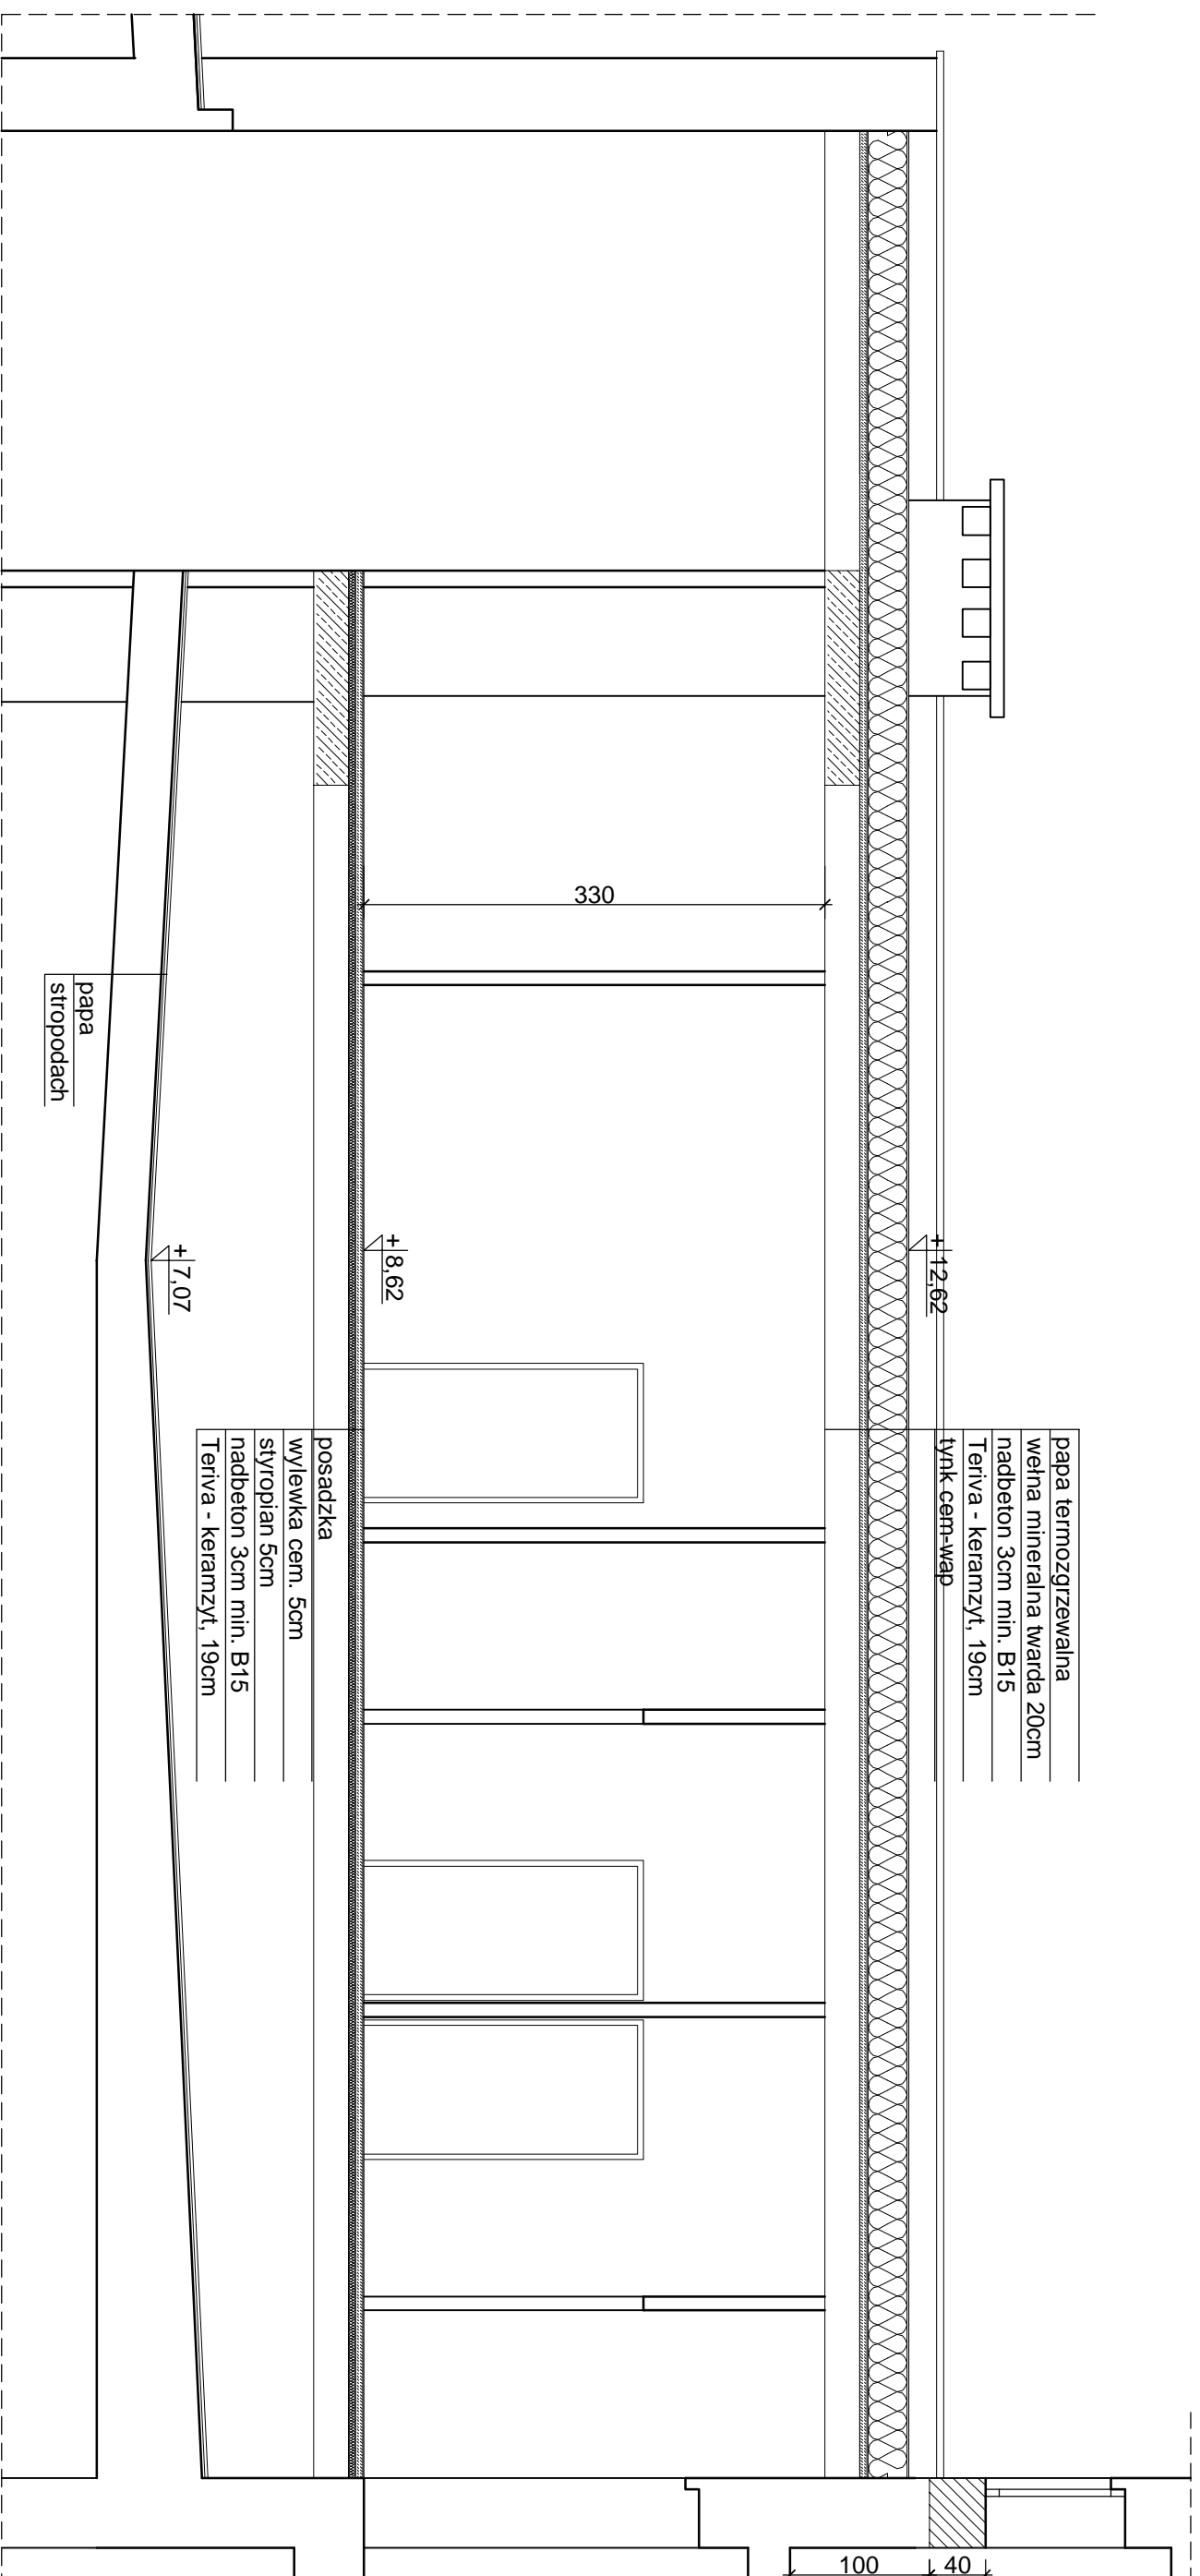 papa termozgrzewalna
wełna mineralna twarda 20cm
nadbeton 3cm min. B15
Teriva - keramzyt, 19cm
tynk cem-wap
+ 12,62
330
+ 8,62
posadzka
wylewka cem. 5cm
styropian 5cm
nadbeton 3cm min. B15
Teriva - keramzyt, 19cm
+ 7,07
papa
stropodach
100
40